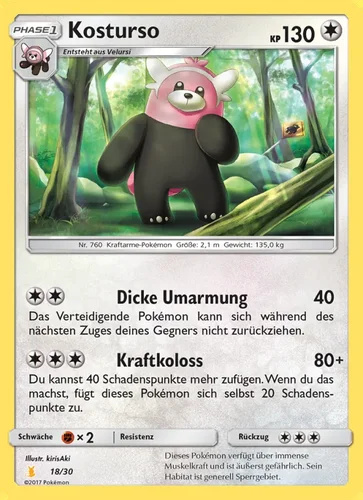 PHASE 1 Kosturso KP 130
Entsteht aus Velursi
Nr. 760 Kraftarme-Pokémon Größe: 2,1 m Gewicht: 135,0 kg
Dicke Umarmung 40
Das Verteidigende Pokémon kann sich während des
nächsten Zuges deines Gegners nicht zurückziehen.
Kraftkoloss 80+
Du kannst 40 Schadenspunkte mehr zufügen. Wenn du das
machst, fügt dieses Pokémon sich selbst 20 Schadens-
punkte zu.
Schwäche ×2 Resistenz Rückzug
Illustr. kirisAki
18/30
©2017 Pokémon
Dieses Pokémon verfügt über immense
Muskelkraft und ist äußerst gefährlich. Sein
Habitat ist generell Sperrgebiet.